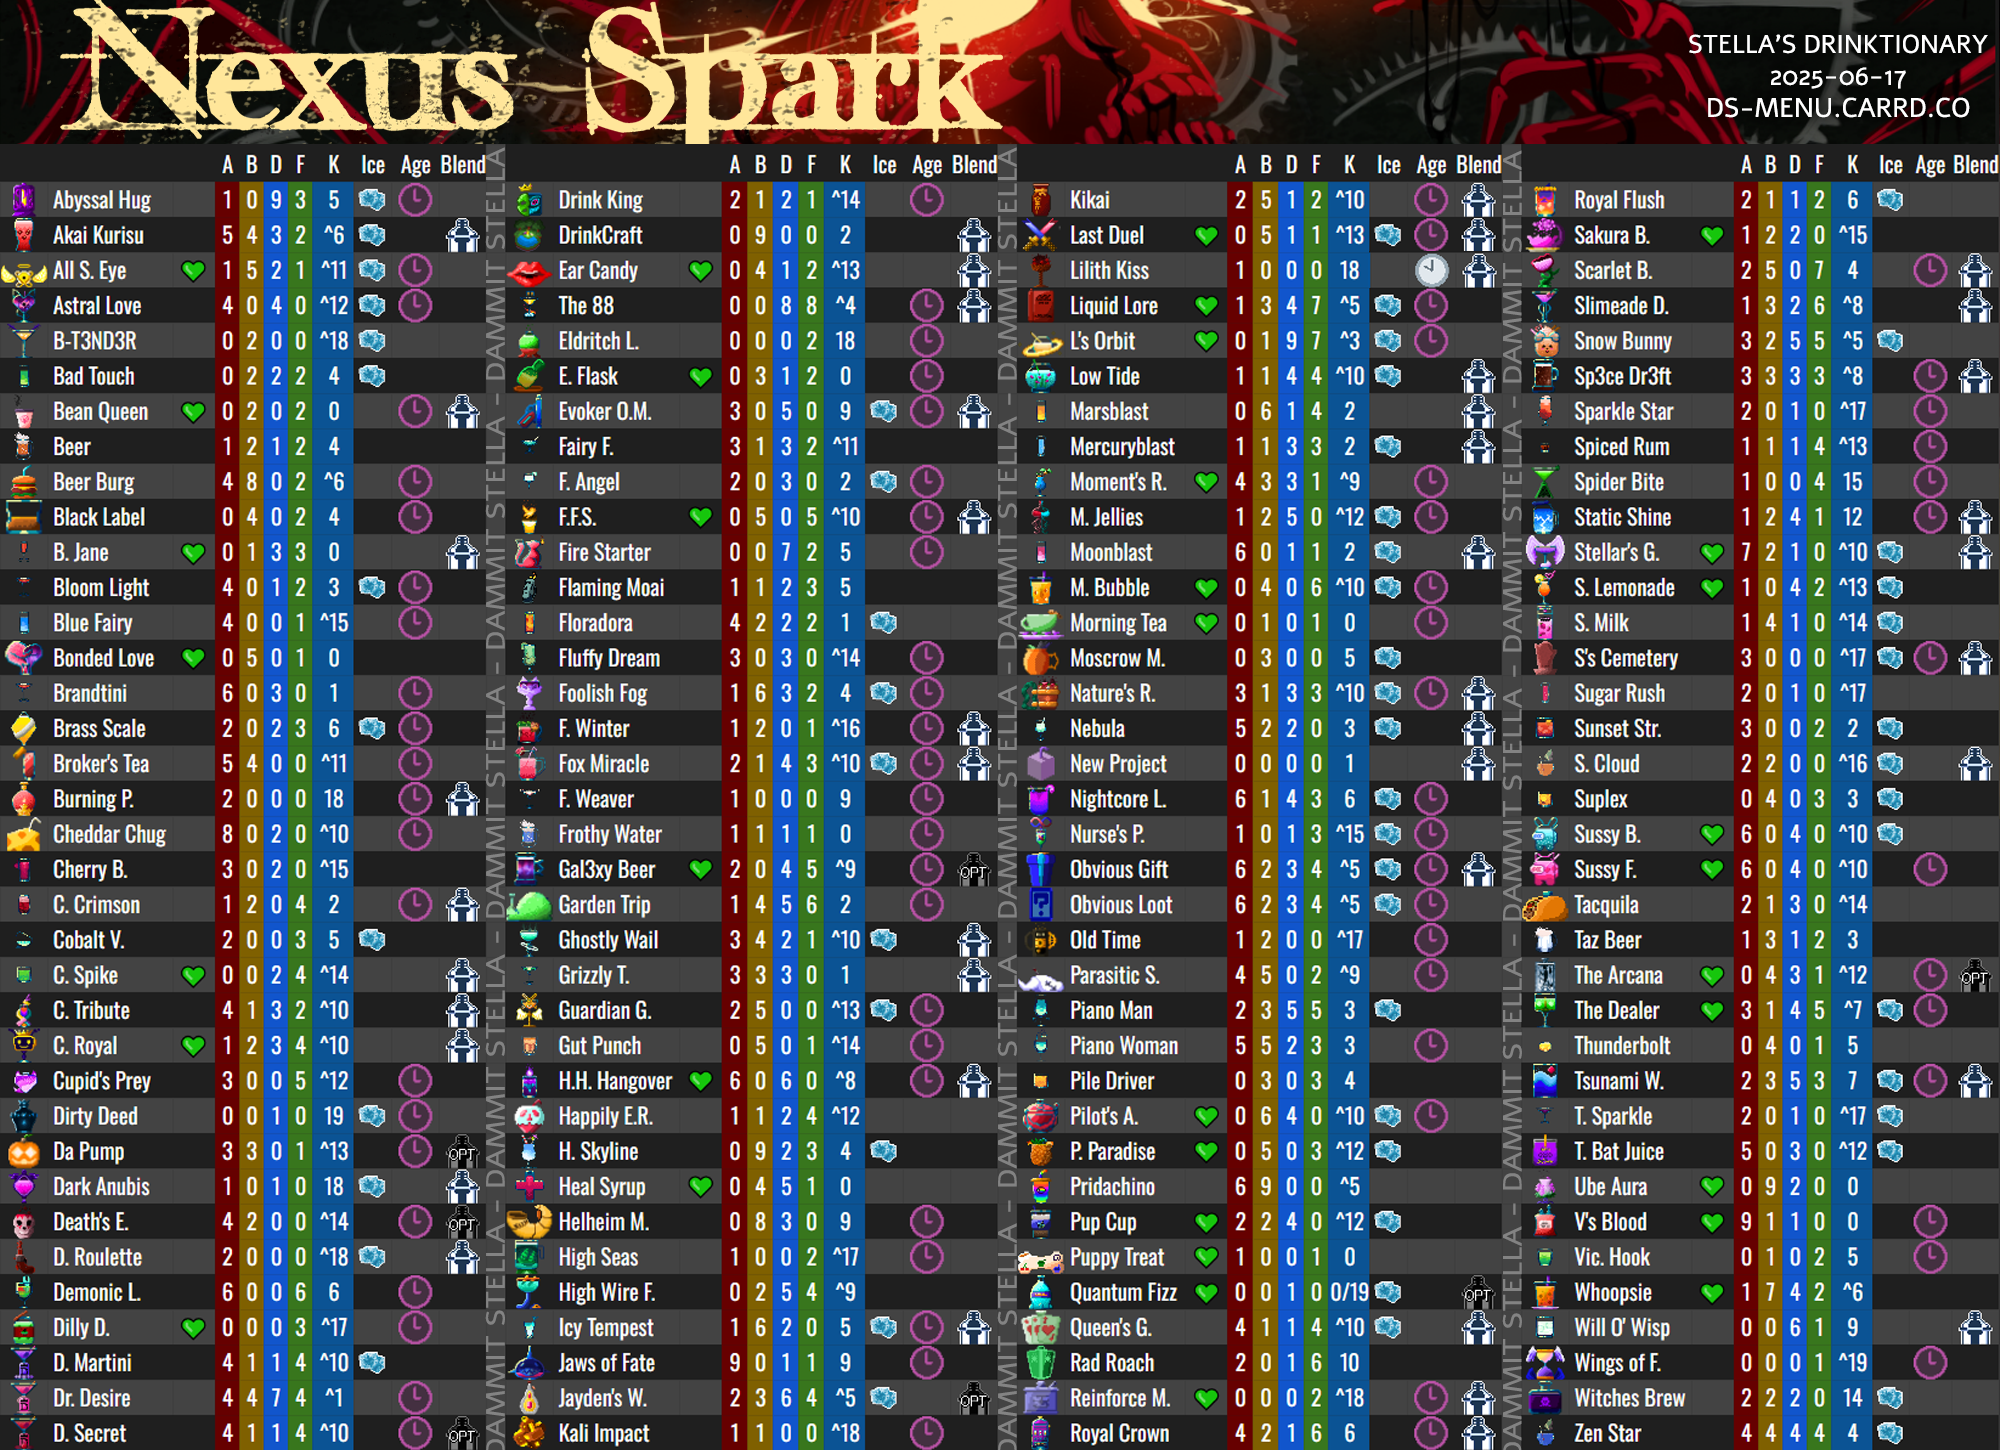 Nexus Spark
STELLA'S DRINKTIONARY
2025-06-17
DS-MENU.CARRD.CO
A B D F K Ice Age Blend
Abyssal Hug 1 0 9 3 5
Akai Kurisu 5 4 3 2 ^6
All S. Eye 1 5 2 1 ^11
Astral Love 4 0 4 0 ^12
B-T3ND3R 0 2 0 0 ^18
Bad Touch 0 2 2 2 4
Bean Queen 0 2 0 2 0
Beer 1 2 1 2 4
Beer Burg 4 8 0 2 ^6
Black Label 0 4 0 2 4
B. Jane 0 1 3 3 0
Bloom Light 4 0 1 2 3
Blue Fairy 4 0 0 1 ^15
Bonded Love 0 5 0 1 0
Brandtini 6 0 3 0 1
Brass Scale 2 0 2 3 6
Broker's Tea 5 4 0 0 ^11
Burning P. 2 0 0 0 18
Cheddar Chug 8 0 2 0 ^10
Cherry B. 3 0 2 0 ^15
C. Crimson 1 2 0 4 2
Cobalt V. 2 0 0 3 5
C. Spike 0 0 2 4 ^14
C. Tribute 4 1 3 2 ^10
C. Royal 1 2 3 4 ^10
Cupid's Prey 3 0 0 5 ^12
Dirty Deed 0 0 1 0 19
Da Pump 3 3 0 1 ^13 OPT
Dark Anubis 1 0 1 0 18
Death's E. 4 2 0 0 ^14 OPT
D. Roulette 2 0 0 0 ^18
Demonic L. 6 0 0 6 6
Dilly D. 0 0 0 3 ^17
D. Martini 4 1 1 4 ^10
Dr. Desire 4 4 7 4 ^1
D. Secret 4 1 1 4 ^10 OPT
DAMMIT STELLA - DAMMIT STELLA - DAMMIT STELLA - DAMMIT STELLA
A B D F K Ice Age Blend
Drink King 2 1 2 1 ^14
DrinkCraft 0 9 0 0 2
Ear Candy 0 4 1 2 ^13
The 88 0 0 8 8 ^4
Eldritch L. 0 0 0 2 18
E. Flask 0 3 1 2 0
Evoker O.M. 3 0 5 0 9
Fairy F. 3 1 3 2 ^11
F. Angel 2 0 3 0 2
F.F.S. 0 5 0 5 ^10
Fire Starter 0 0 7 2 5
Flaming Moai 1 1 2 3 5
Floradora 4 2 2 2 1
Fluffy Dream 3 0 3 0 ^14
Foolish Fog 1 6 3 2 4
F. Winter 1 2 0 1 ^16
Fox Miracle 2 1 4 3 ^10
F. Weaver 1 0 0 0 9
Frothy Water 1 1 1 1 0
Gal3xy Beer 2 0 4 5 ^9 OPT
Garden Trip 1 4 5 6 2
Ghostly Wail 3 4 2 1 ^10
Grizzly T. 3 3 3 0 1
Guardian G. 2 5 0 0 ^13
Gut Punch 0 5 0 1 ^14
H.H. Hangover 6 0 6 0 ^8
Happily E.R. 1 1 2 4 ^12
H. Skyline 0 9 2 3 4
Heal Syrup 0 4 5 1 0
Helheim M. 0 8 3 0 9
High Seas 1 0 0 2 ^17
High Wire F. 0 2 5 4 ^9
Icy Tempest 1 6 2 0 5
Jaws of Fate 9 0 1 1 9
Jayden's W. 2 3 6 4 ^5 OPT
Kali Impact 1 1 0 0 ^18
DAMMIT STELLA - DAMMIT STELLA - DAMMIT STELLA - DAMMIT STELLA
A B D F K Ice Age Blend
Kikai 2 5 1 2 ^10
Last Duel 0 5 1 1 ^13
Lilith Kiss 1 0 0 0 18
Liquid Lore 1 3 4 7 ^5
L's Orbit 0 1 9 7 ^3
Low Tide 1 1 4 4 ^10
Marsblast 0 6 1 4 2
Mercuryblast 1 1 3 3 2
Moment's R. 4 3 3 1 ^9
M. Jellies 1 2 5 0 ^12
Moonblast 6 0 1 1 2
M. Bubble 0 4 0 6 ^10
Morning Tea 0 1 0 1 0
Moscrow M. 0 3 0 0 5
Nature's R. 3 1 3 3 ^10
Nebula 5 2 2 0 3
New Project 0 0 0 0 1
Nightcore L. 6 1 4 3 6
Nurse's P. 1 0 1 3 ^15
Obvious Gift 6 2 3 4 ^5
Obvious Loot 6 2 3 4 ^5
Old Time 1 2 0 0 ^17
Parasitic S. 4 5 0 2 ^9
Piano Man 2 3 5 5 3
Piano Woman 5 5 2 3 3
Pile Driver 0 3 0 3 4
Pilot's A. 0 6 4 0 ^10
P. Paradise 0 5 0 3 ^12
Pridachino 6 9 0 0 ^5
Pup Cup 2 2 4 0 ^12
Puppy Treat 1 0 0 1 0
Quantum Fizz 0 0 1 0 0/19 OPT
Queen's G. 4 1 1 4 ^10
Rad Roach 2 0 1 6 10
Reinforce M. 0 0 0 2 ^18
Royal Crown 4 2 1 6 6
DAMMIT STELLA - DAMMIT STELLA - DAMMIT STELLA - DAMMIT STELLA
A B D F K Ice Age Blend
Royal Flush 2 1 1 2 6
Sakura B. 1 2 2 0 ^15
Scarlet B. 2 5 0 7 4
Slimeade D. 1 3 2 6 ^8
Snow Bunny 3 2 5 5 ^5
Sp3ce Dr3ft 3 3 3 3 ^8
Sparkle Star 2 0 1 0 ^17
Spiced Rum 1 1 1 4 ^13
Spider Bite 1 0 0 4 15
Static Shine 1 2 4 1 12
Stellar's G. 7 2 1 0 ^10
S. Lemonade 1 0 4 2 ^13
S. Milk 1 4 1 0 ^14
S's Cemetery 3 0 0 0 ^17
Sugar Rush 2 0 1 0 ^17
Sunset Str. 3 0 0 2 2
S. Cloud 2 2 0 0 ^16
Suplex 0 4 0 3 3
Sussy B. 6 0 4 0 ^10
Sussy F. 6 0 4 0 ^10
Tacquila 2 1 3 0 ^14
Taz Beer 1 3 1 2 3
The Arcana 0 4 3 1 ^12 OPT
The Dealer 3 1 4 5 ^7
Thunderbolt 0 4 0 1 5
Tsunami W. 2 3 5 3 7
T. Sparkle 2 0 1 0 ^17
T. Bat Juice 5 0 3 0 ^12
Ube Aura 0 9 2 0 0
V's Blood 9 1 1 0 0
Vic. Hook 0 1 0 2 5
Whoopsie 1 7 4 2 ^6
Will O' Wisp 0 0 6 1 9
Wings of F. 0 0 0 1 ^19
Witches Brew 2 2 2 0 14
Zen Star 4 4 4 4 4